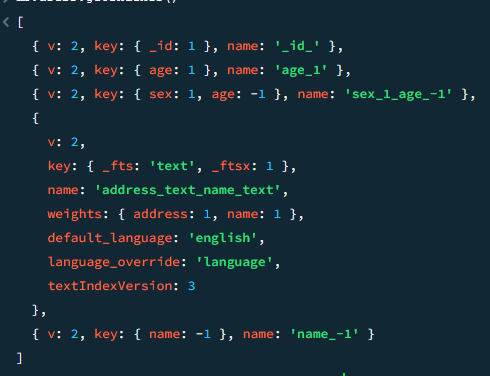 [
{ v: 2, key: { _id: 1 }, name: '_id_' },
{ v: 2, key: { age: 1 }, name: 'age_1' },
{ v: 2, key: { sex: 1, age: -1 }, name: 'sex_1_age_-1' },
{
v: 2,
key: { _fts: 'text', _ftsx: 1 },
name: 'address_text_name_text',
weights: { address: 1, name: 1 },
default_language: 'english',
language_override: 'language',
textIndexVersion: 3
},
{ v: 2, key: { name: -1 }, name: 'name_-1' }
]